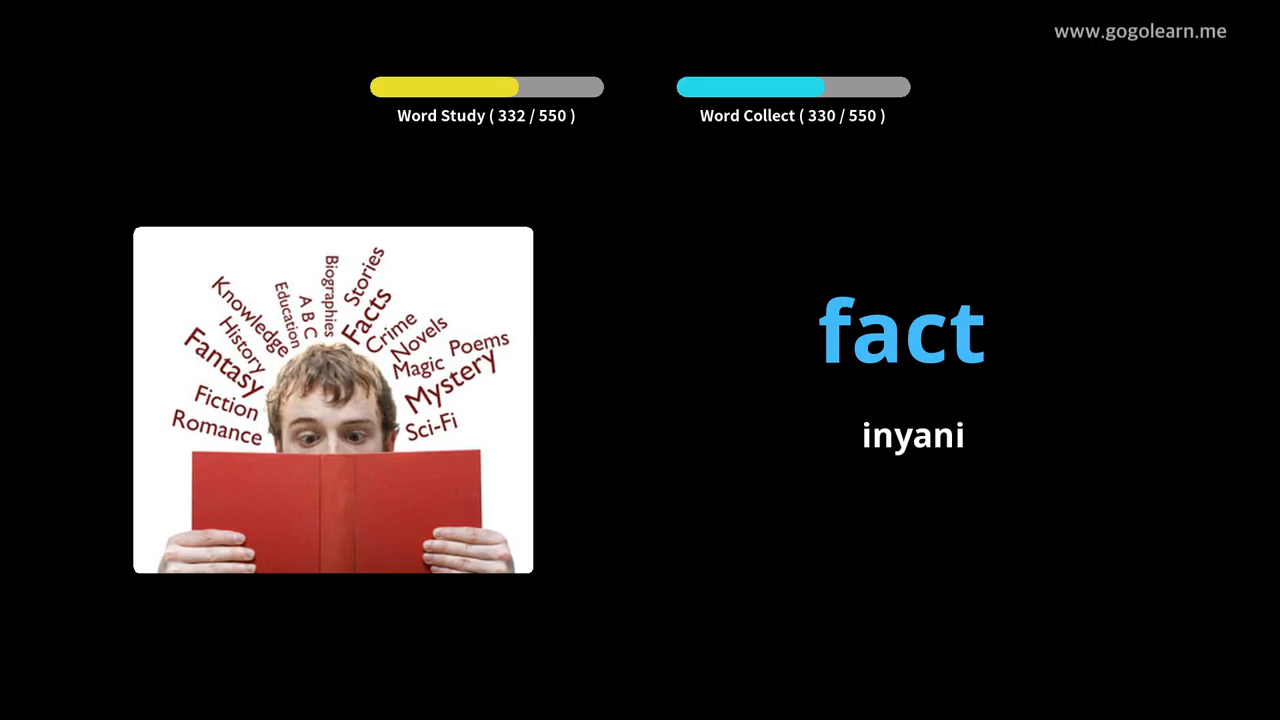 www.gogolearn.me
Word Study ( 332 / 550 )
Word Collect ( 330 / 550 )
Romance
Fiction
Fantasy
History
Knowledge
Education
A B C
Biographies
Stories
Facts
Crime
Novels
Magic
Poems
Mystery
Sci-Fi
fact
inyani